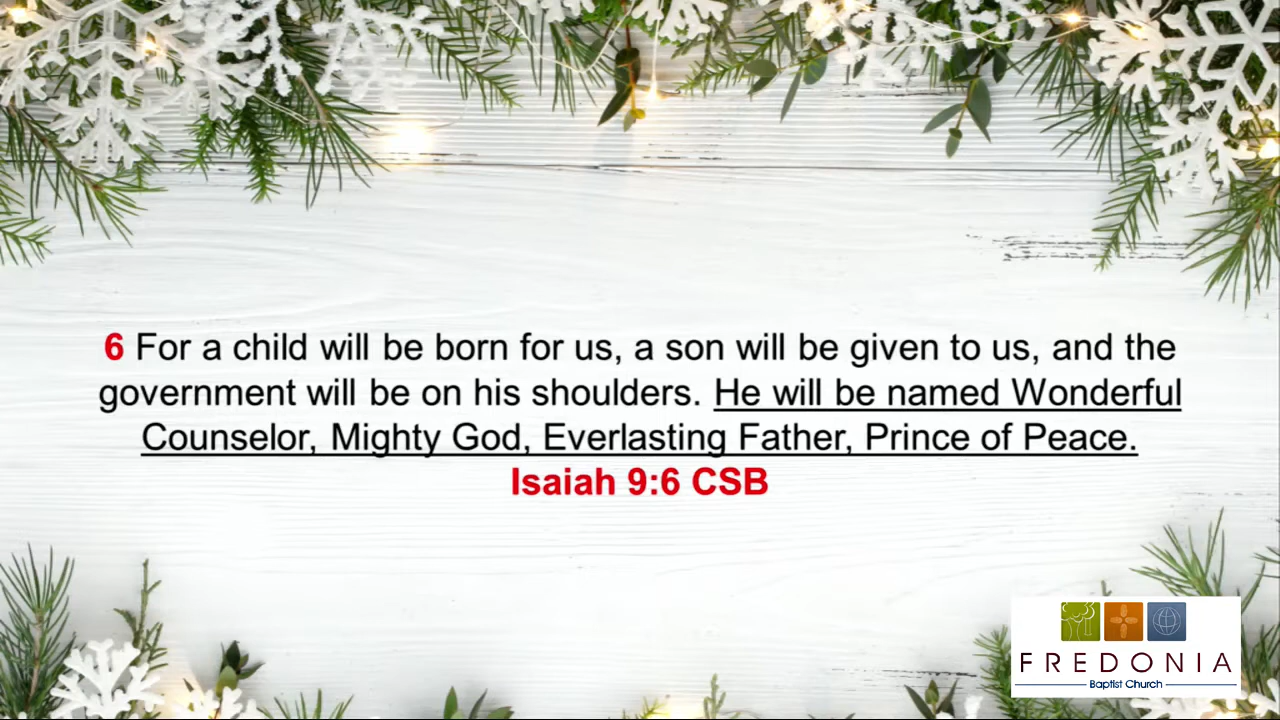 6 For a child will be born for us, a son will be given to us, and the
government will be on his shoulders. He will be named Wonderful
Counselor, Mighty God, Everlasting Father, Prince of Peace.
Isaiah 9:6 CSB
FREDONIA
Baptist Church